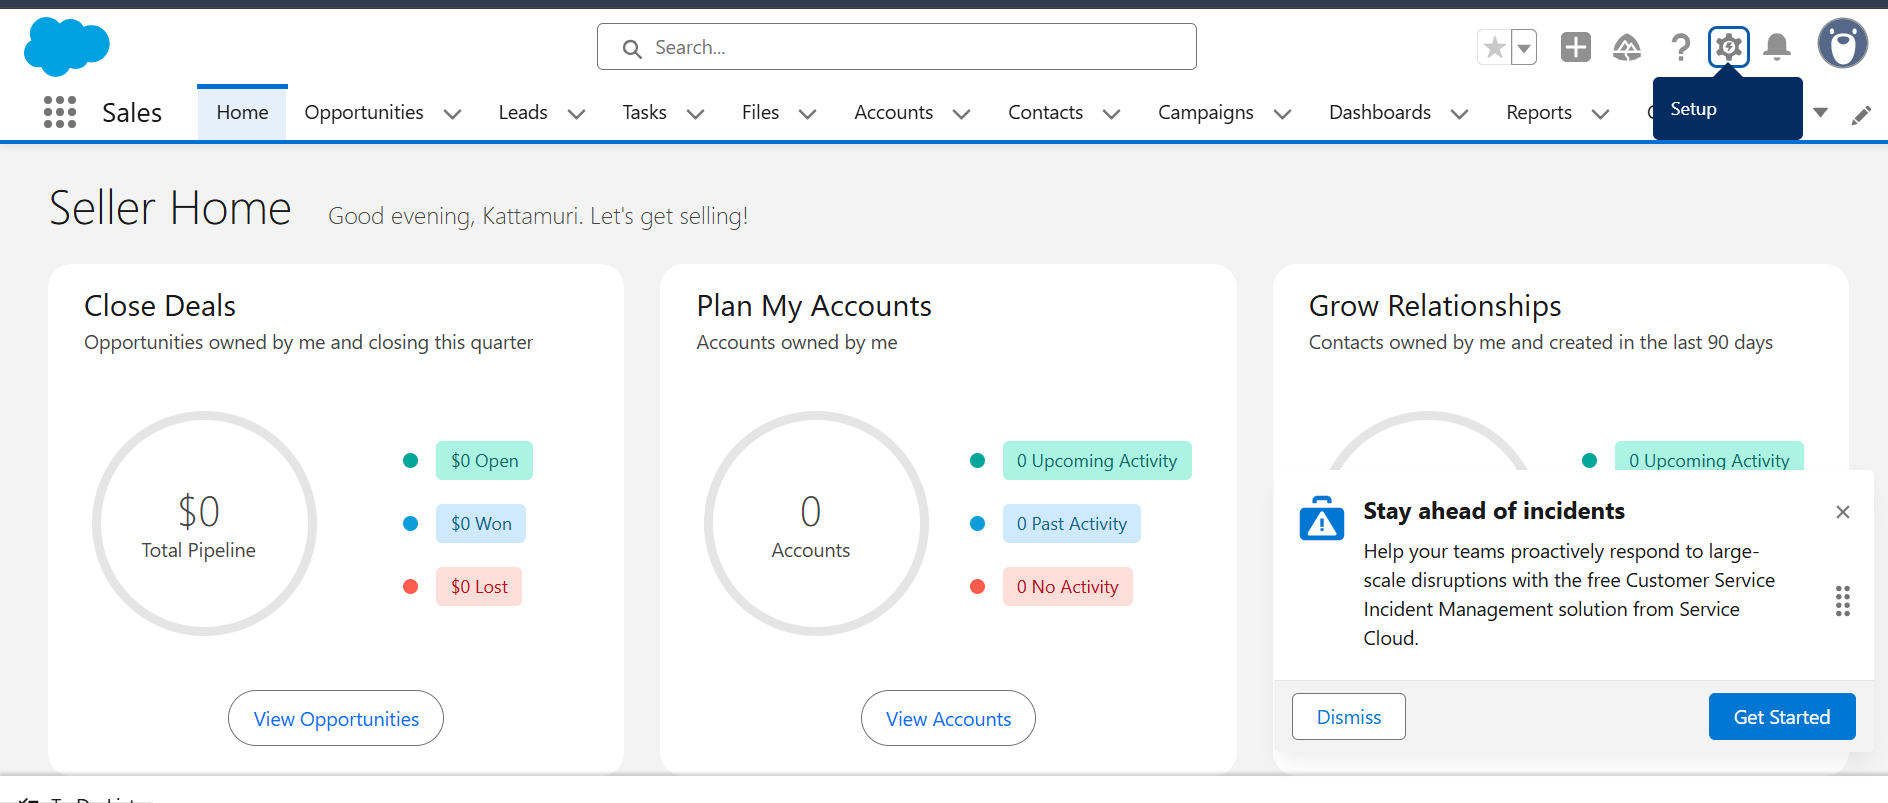 Search...
Sales
Home
Opportunities
Leads
Tasks
Files
Accounts
Contacts
Campaigns
Dashboards
Reports
Setup
Seller Home
Good evening, Kattamuri. Let's get selling!
Close Deals
Opportunities owned by me and closing this quarter
$0
Total Pipeline
$0 Open
$0 Won
$0 Lost
View Opportunities
Plan My Accounts
Accounts owned by me
0
Accounts
0 Upcoming Activity
0 Past Activity
0 No Activity
View Accounts
Grow Relationships
Contacts owned by me and created in the last 90 days
0 Upcoming Activity
Stay ahead of incidents
Help your teams proactively respond to large-
scale disruptions with the free Customer Service
Incident Management solution from Service
Cloud.
Dismiss
Get Started